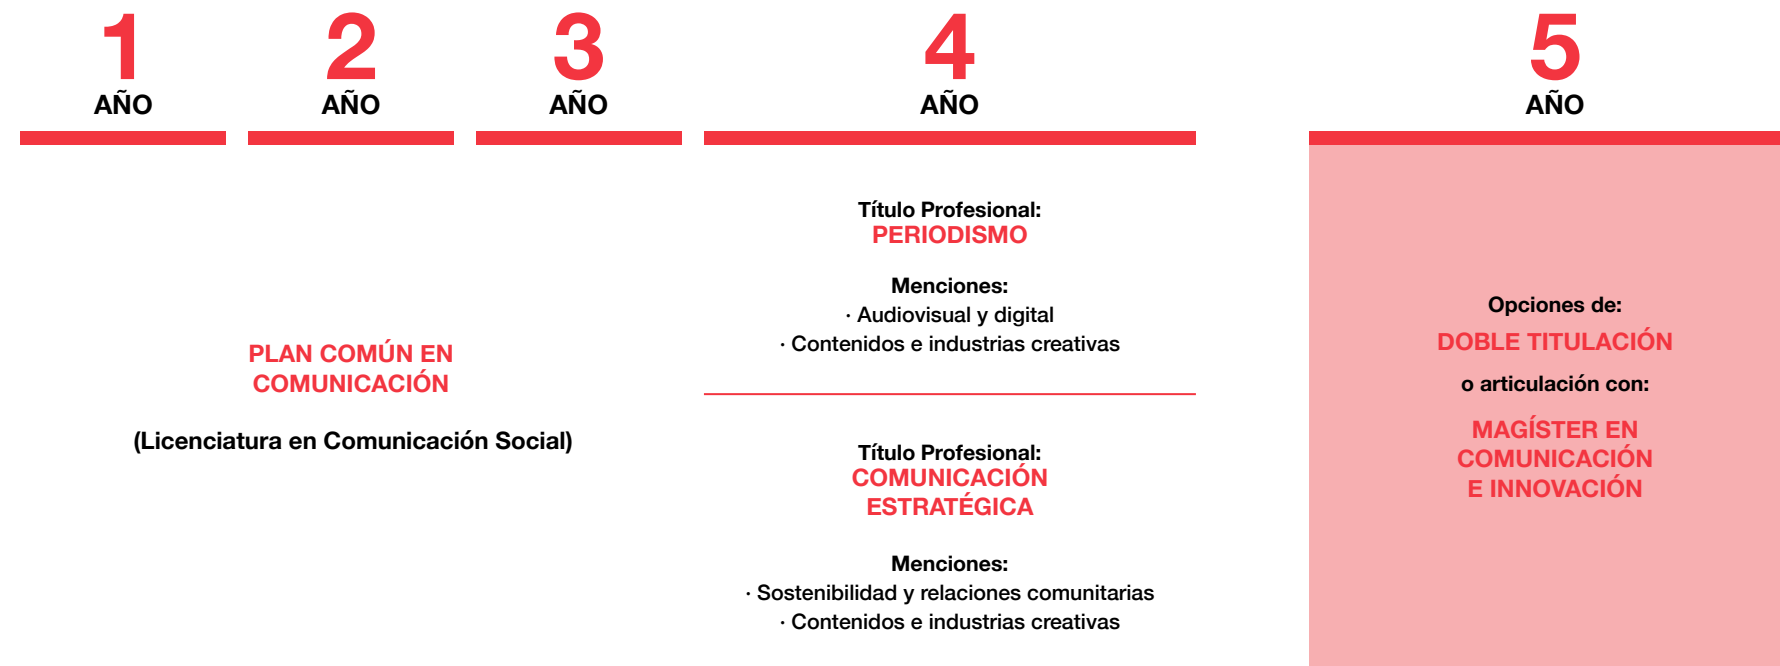 1
AÑO
2
AÑO
3
AÑO
4
AÑO
5
AÑO
PLAN COMÚN EN
COMUNICACIÓN
(Licenciatura en Comunicación Social)
Título Profesional:
PERIODISMO
Menciones:
· Audiovisual y digital
· Contenidos e industrias creativas
Título Profesional:
COMUNICACIÓN
ESTRATÉGICA
Menciones:
· Sostenibilidad y relaciones comunitarias
· Contenidos e industrias creativas
Opciones de:
DOBLE TITULACIÓN
o articulación con:
MAGÍSTER EN
COMUNICACIÓN
E INNOVACIÓN